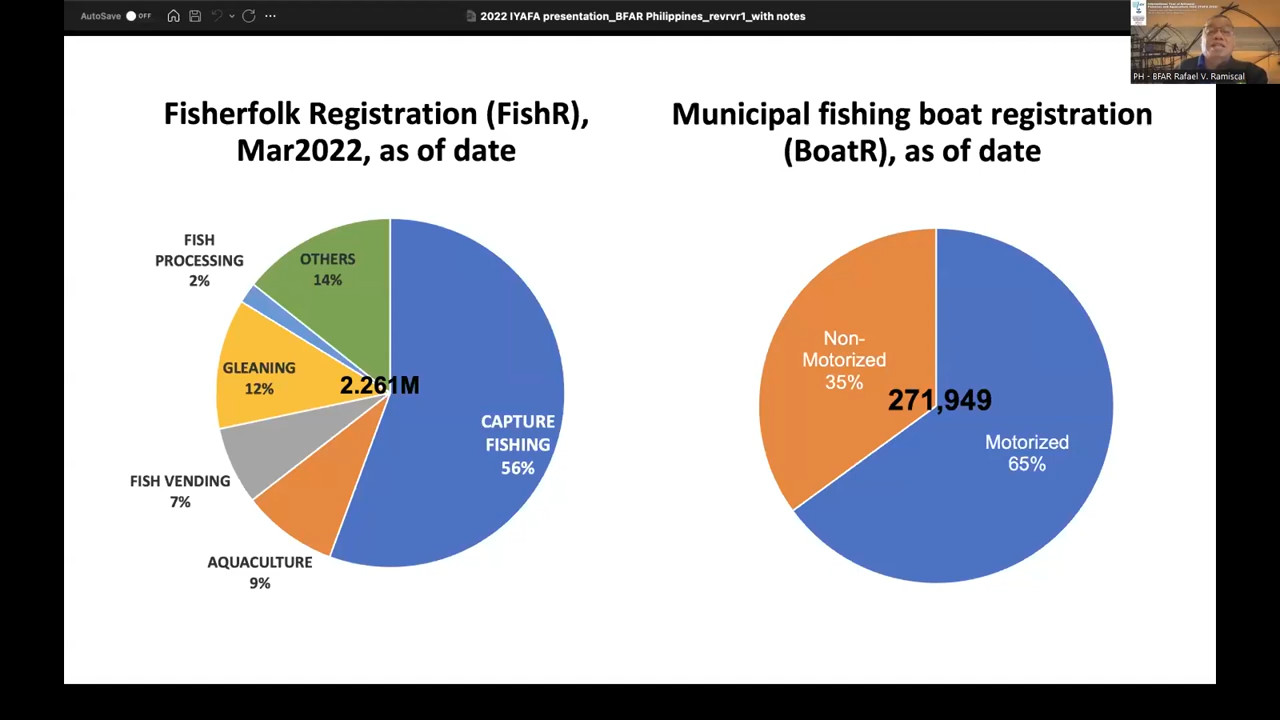 AutoSave OFF
2022 IYAFA presentation_BFAR Philippines_revrvr1_with notes
PH - BFAR Rafael V. Ramiscal
Fisherfolk Registration (FishR),
Mar2022, as of date
FISH
PROCESSING
2%
OTHERS
14%
GLEANING
12%
2.261M
CAPTURE
FISHING
56%
FISH VENDING
7%
AQUACULTURE
9%
Municipal fishing boat registration
(BoatR), as of date
Non-
Motorized
35%
271,949
Motorized
65%